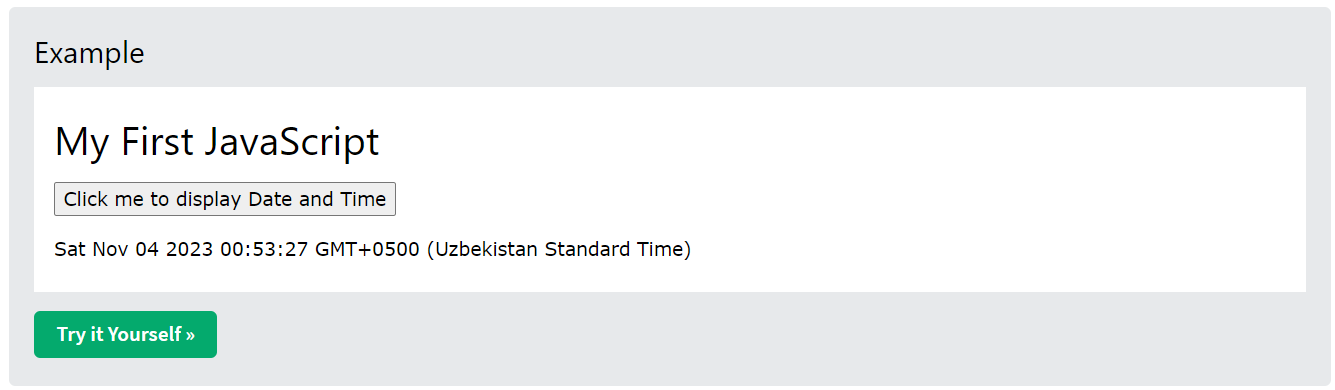 Example
My First JavaScript
Click me to display Date and Time
Sat Nov 04 2023 00:53:27 GMT+0500 (Uzbekistan Standard Time)
Try it Yourself »